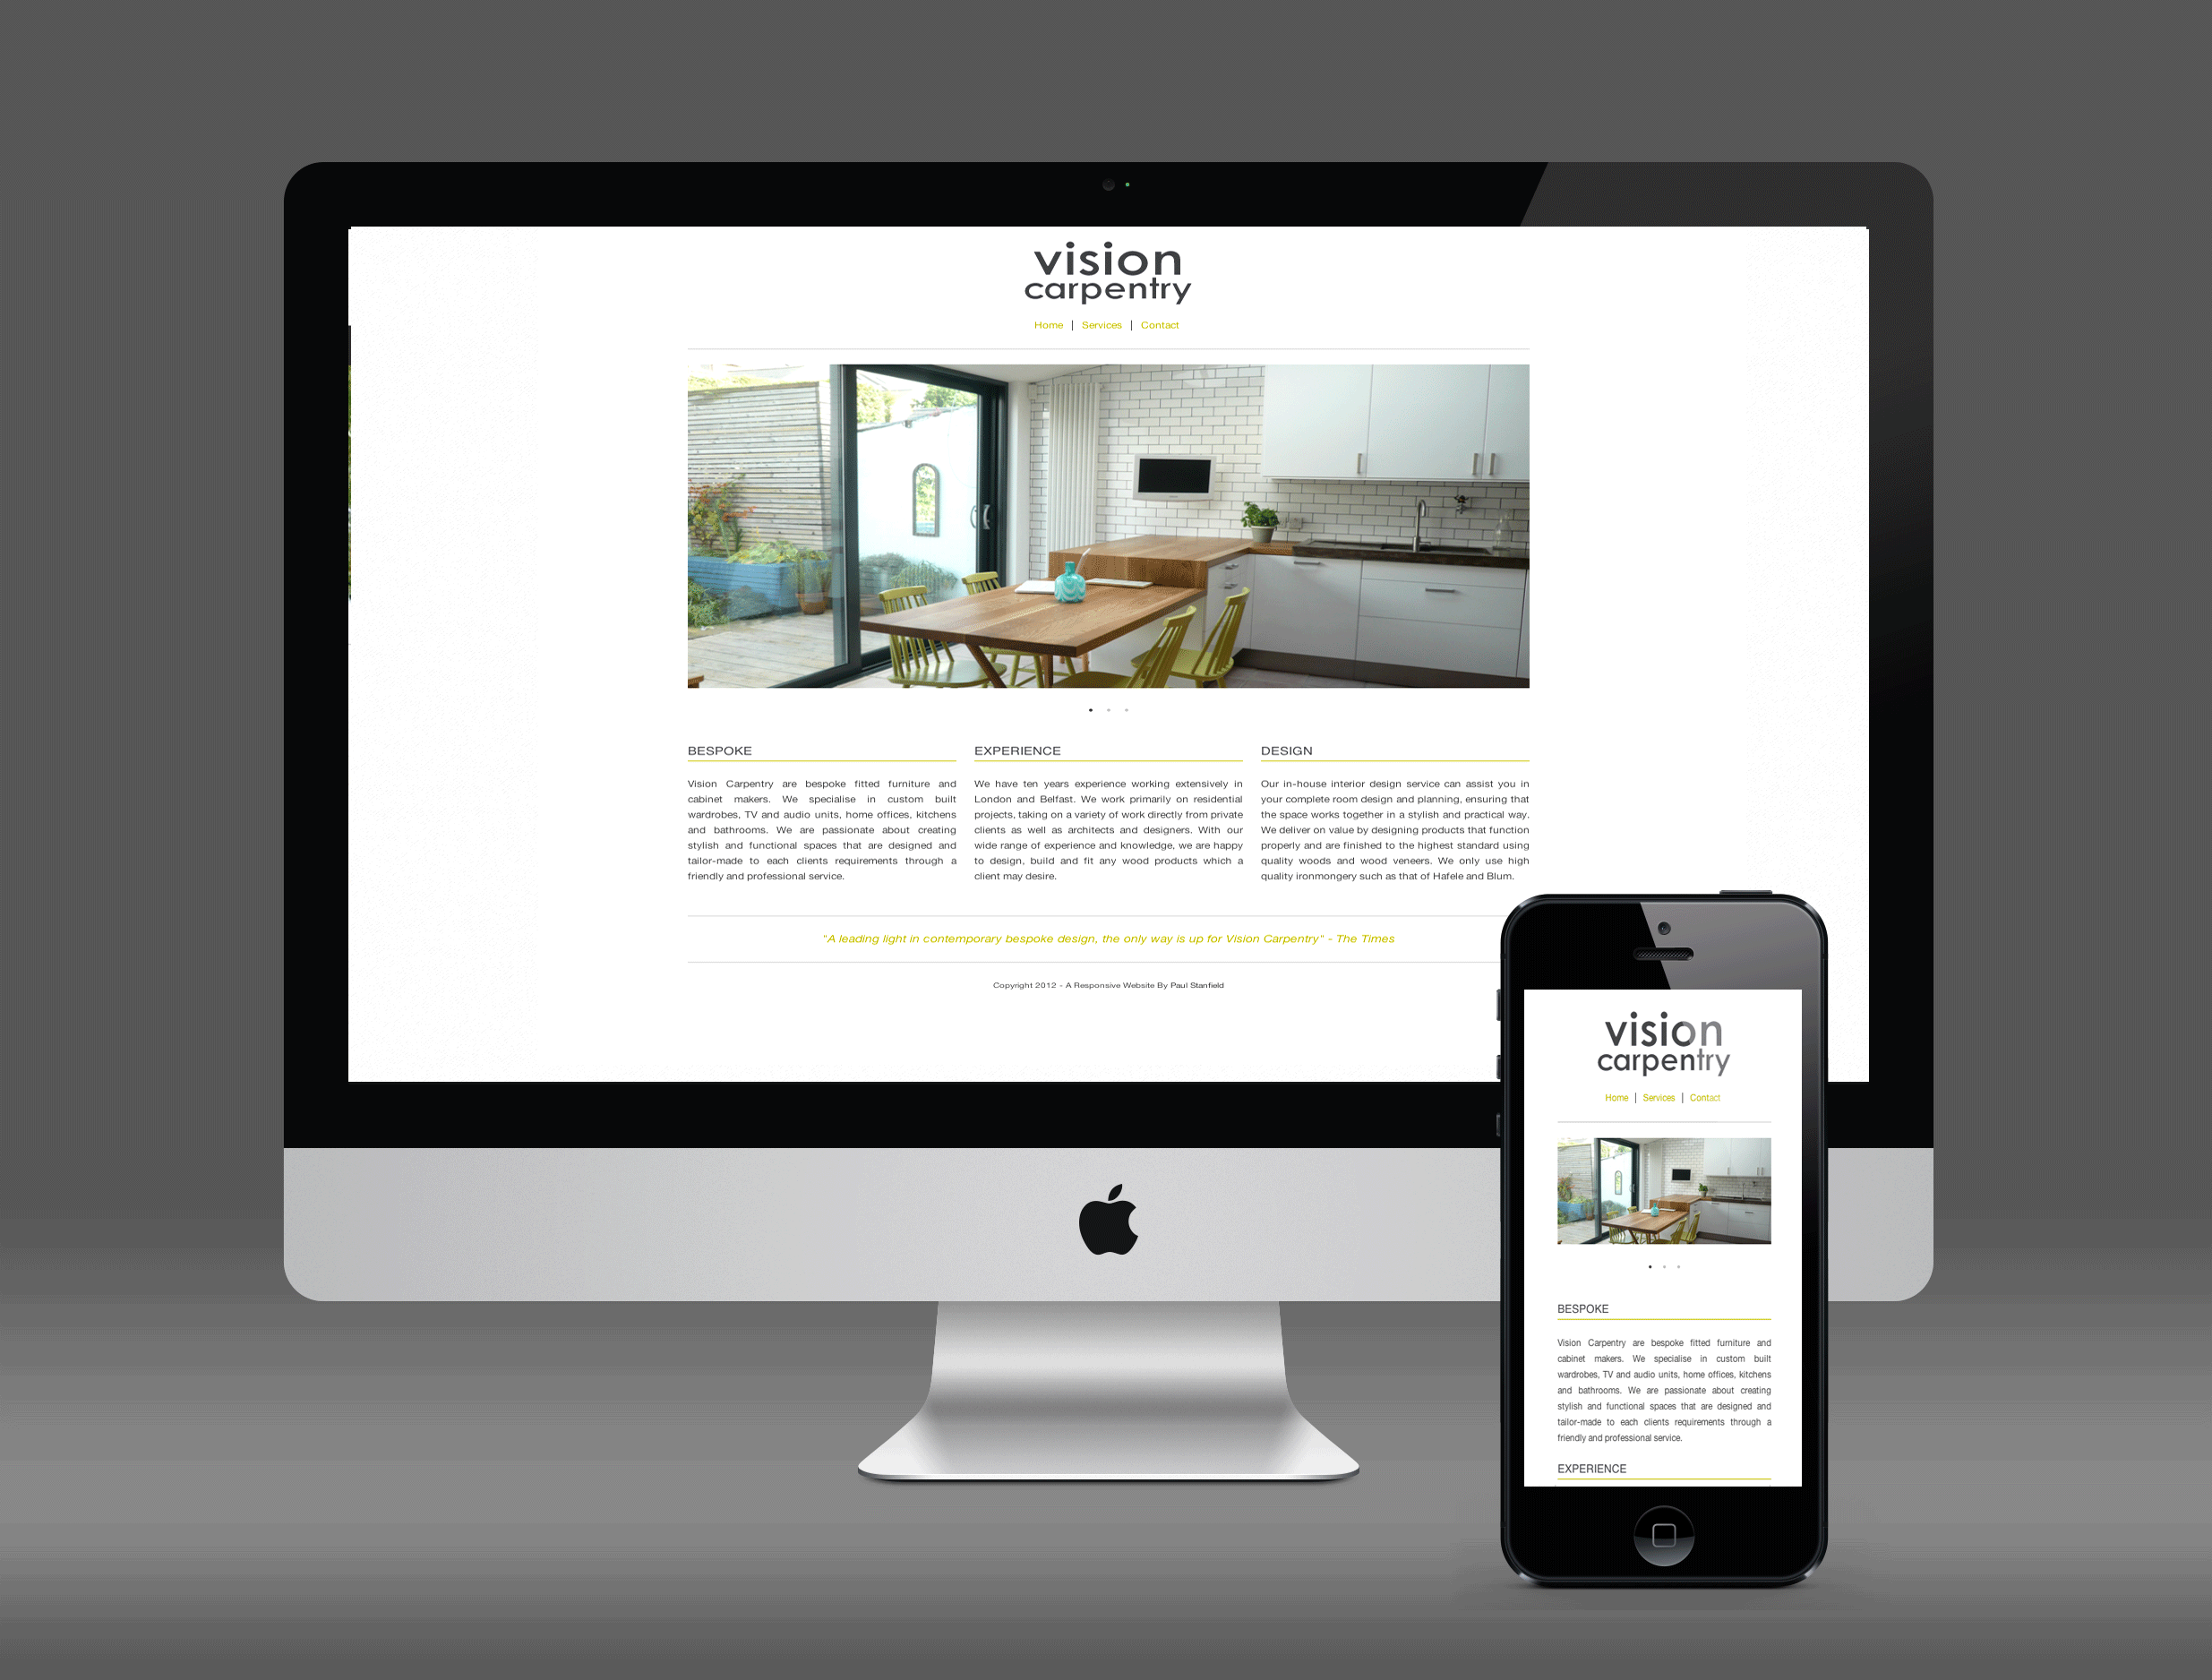 vision
carpentry
Home | Services | Contact
BESPOKE
Vision Carpentry are bespoke fitted furniture and
cabinet makers. We specialise in custom built
wardrobes, TV and audio units, home offices, kitchens
and bathrooms. We are passionate about creating
stylish and functional spaces that are designed and
tailor-made to each clients requirements through a
friendly and professional service.
EXPERIENCE
We have ten years experience working extensively in
London and Belfast. We work primarily on residential
projects, taking on a variety of work directly from private
clients as well as architects and designers. With our
wide range of experience and knowledge, we are happy
to design, build and fit any wood products which a
client may desire.
DESIGN
Our in-house interior design service can assist you in
your complete room design and planning, ensuring that
the space works together in a stylish and practical way.
We deliver on value by designing products that function
properly and are finished to the highest standard using
quality woods and wood veneers. We only use high
quality ironmongery such as that of Hafele and Blum.
"A leading light in contemporary bespoke design, the only way is up for Vision Carpentry" - The Times
Copyright 2012 - A Responsive Website By Paul Stanfield
vision
carpentry
Home | Services | Contact
BESPOKE
Vision Carpentry are bespoke fitted furniture and
cabinet makers. We specialise in custom built
wardrobes, TV and audio units, home offices, kitchens
and bathrooms. We are passionate about creating
stylish and functional spaces that are designed and
tailor-made to each clients requirements through a
friendly and professional service.
EXPERIENCE